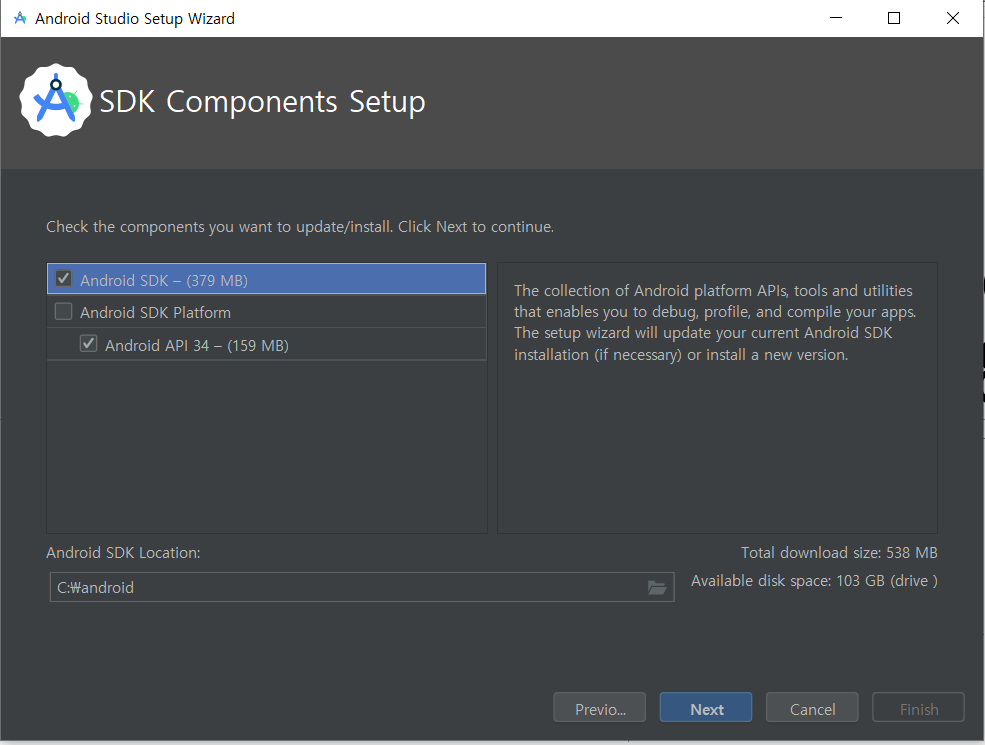 Android Studio Setup Wizard
SDK Components Setup
Check the components you want to update/install. Click Next to continue.
Android SDK – (379 MB)
Android SDK Platform
Android API 34 – (159 MB)
The collection of Android platform APIs, tools and utilities
that enables you to debug, profile, and compile your apps.
The setup wizard will update your current Android SDK
installation (if necessary) or install a new version.
Android SDK Location:
Total download size: 538 MB
C:₩android
Available disk space: 103 GB (drive )
Previo...
Next
Cancel
Finish